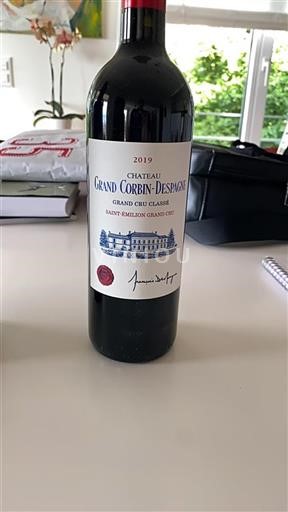 2019
CHATEAU
GRAND CORBIN-DESPAGNE
GRAND CRU CLASSÉ
SAINT-ÉMILION GRAND CRU